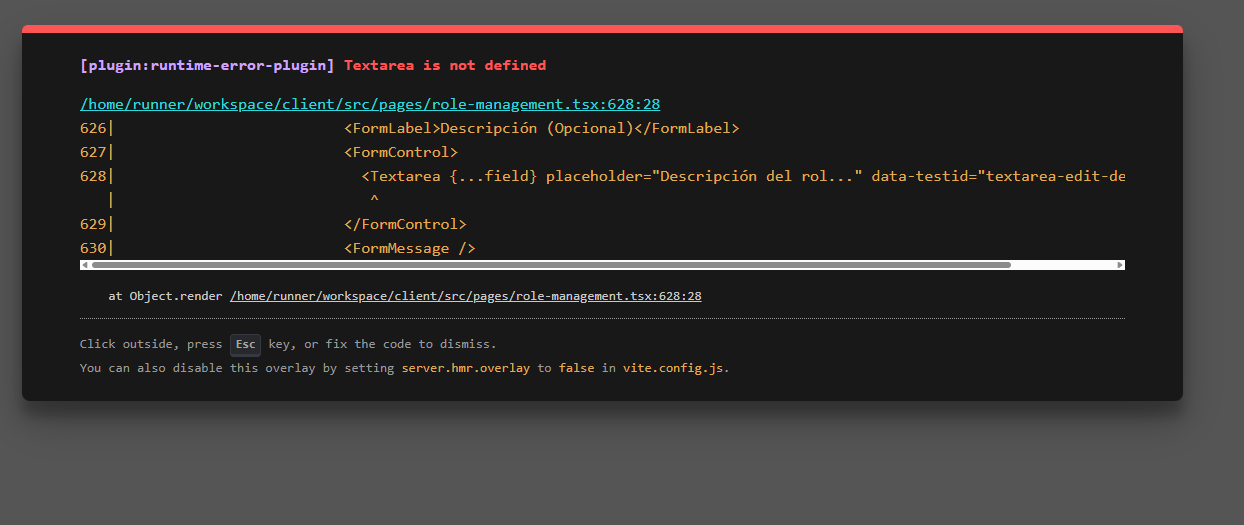 [plugin:runtime-error-plugin] Textarea is not defined
/home/runner/workspace/client/src/pages/role-management.tsx:628:28
626|                          <FormLabel>Descripción (Opcional)</FormLabel>
627|                          <FormControl>
628|                            <Textarea {...field} placeholder="Descripción del rol..." data-testid="textarea-edit-de
   |                             ^
629|                          </FormControl>
630|                          <FormMessage />
at Object.render /home/runner/workspace/client/src/pages/role-management.tsx:628:28
Click outside, press Esc key, or fix the code to dismiss.
You can also disable this overlay by setting server.hmr.overlay to false in vite.config.js.